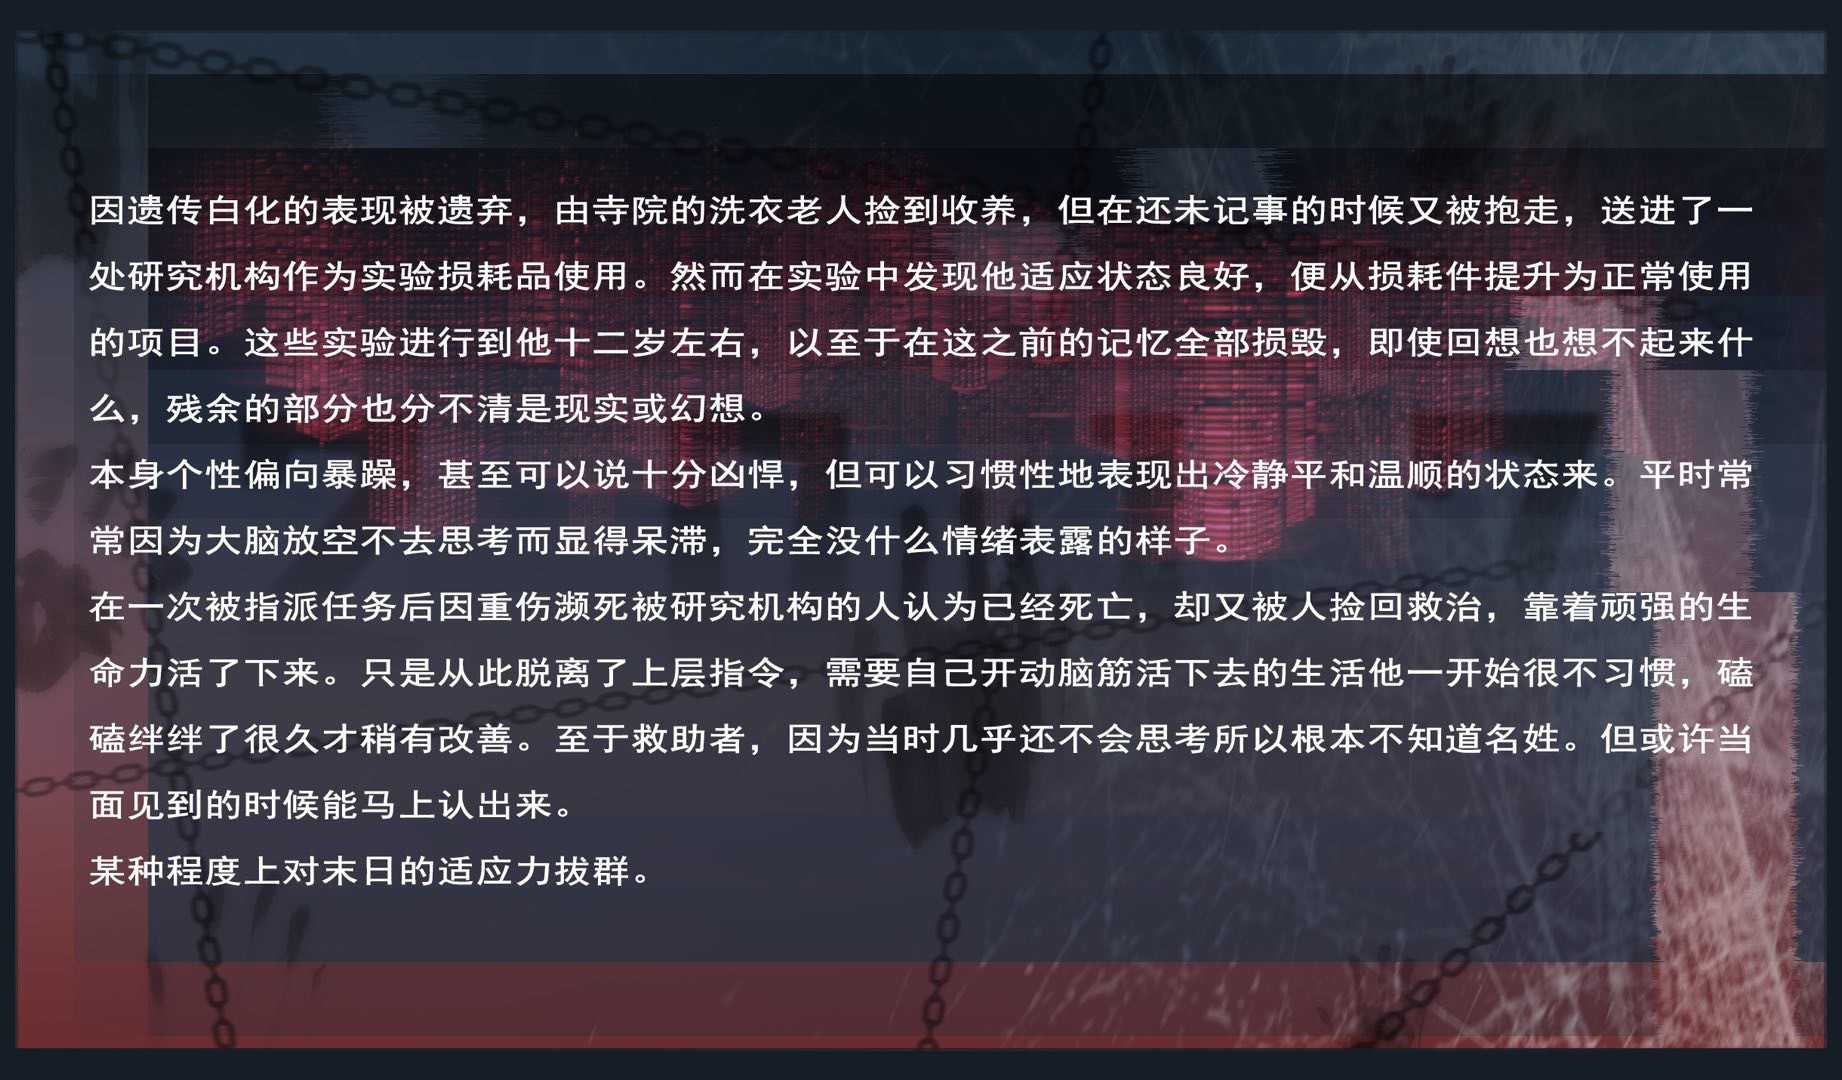 因遗传白化的表现被遗弃，由寺院的洗衣老人捡到收养，但在还未记事的时候又被抱走，送进了一
处研究机构作为实验损耗品使用。然而在实验中发现他适应状态良好，便从损耗件提升为正常使用
的项目。这些实验进行到他十二岁左右，以至于在这之前的记忆全部损毁，即使回想也想不起来什
么，残余的部分也分不清是现实或幻想。
本身个性偏向暴躁，甚至可以说十分凶悍，但可以习惯性地表现出冷静平和温顺的状态来。平时常
常因为大脑放空不去思考而显得呆滞，完全没什么情绪表露的样子。
在一次被指派任务后因重伤濒死被研究机构的人认为已经死亡，却又被人捡回救治，靠着顽强的生
命力活了下来。只是从此脱离了上层指令，需要自己开动脑筋活下去的生活他一开始很不习惯，磕
磕绊绊了很久才稍有改善。至于救助者，因为当时几乎还不会思考所以根本不知道名姓。但或许当
面见到的时候能马上认出来。
某种程度上对末日的适应力拔群。